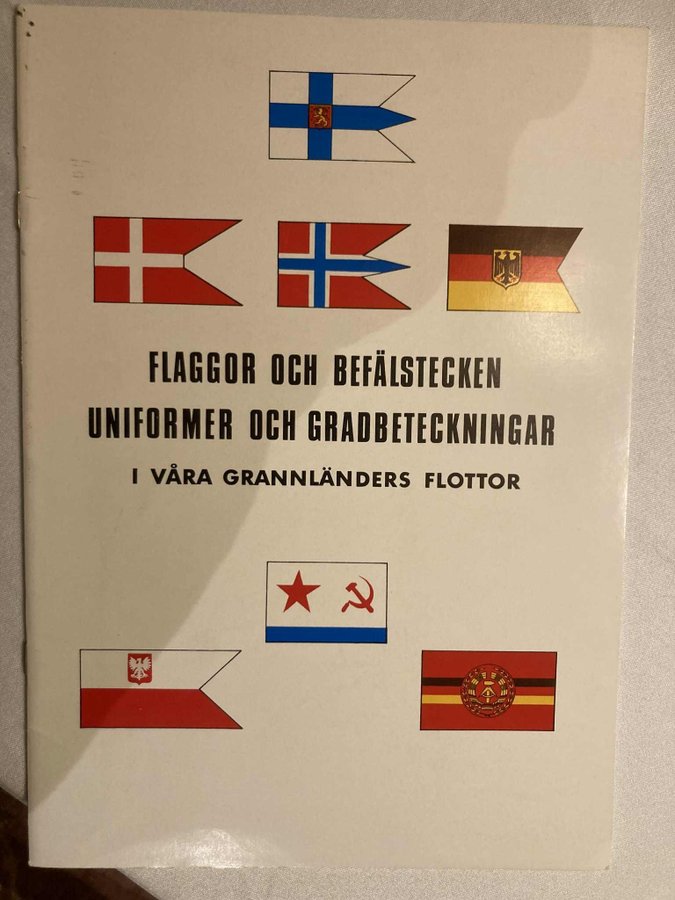 FLAGGOR OCH BEFÄLSTECKEN
UNIFORMER OCH GRADBETECKNINGAR
I VÅRA GRANNLÄNDERS FLOTTOR